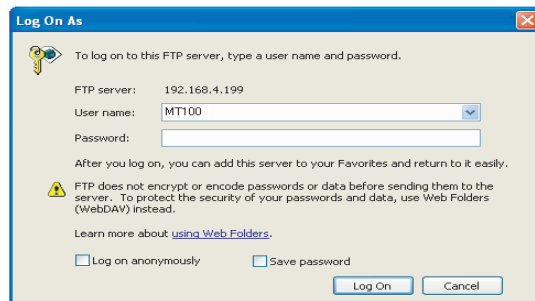 Log On As
To log on to this FTP server, type a user name and password.
FTP server: 192.168.4.199
User name: MT100
Password:
After you log on, you can add this server to your Favorites and return to it easily.
FTP does not encrypt or encode passwords or data before sending them to the
server. To protect the security of your passwords and data, use Web Folders
(WebDAV) instead.
Learn more about using Web Folders.
Log on anonymously Save password
Log On Cancel